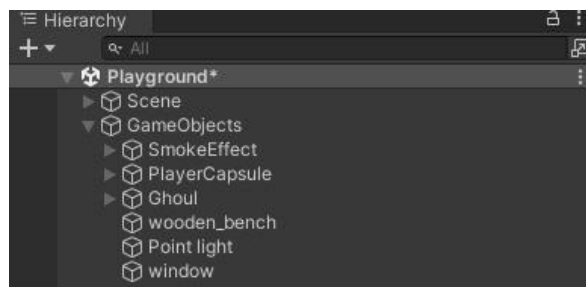 Hierarchy
All
Playground*
Scene
GameObjects
SmokeEffect
PlayerCapsule
Ghoul
wooden_bench
Point light
window